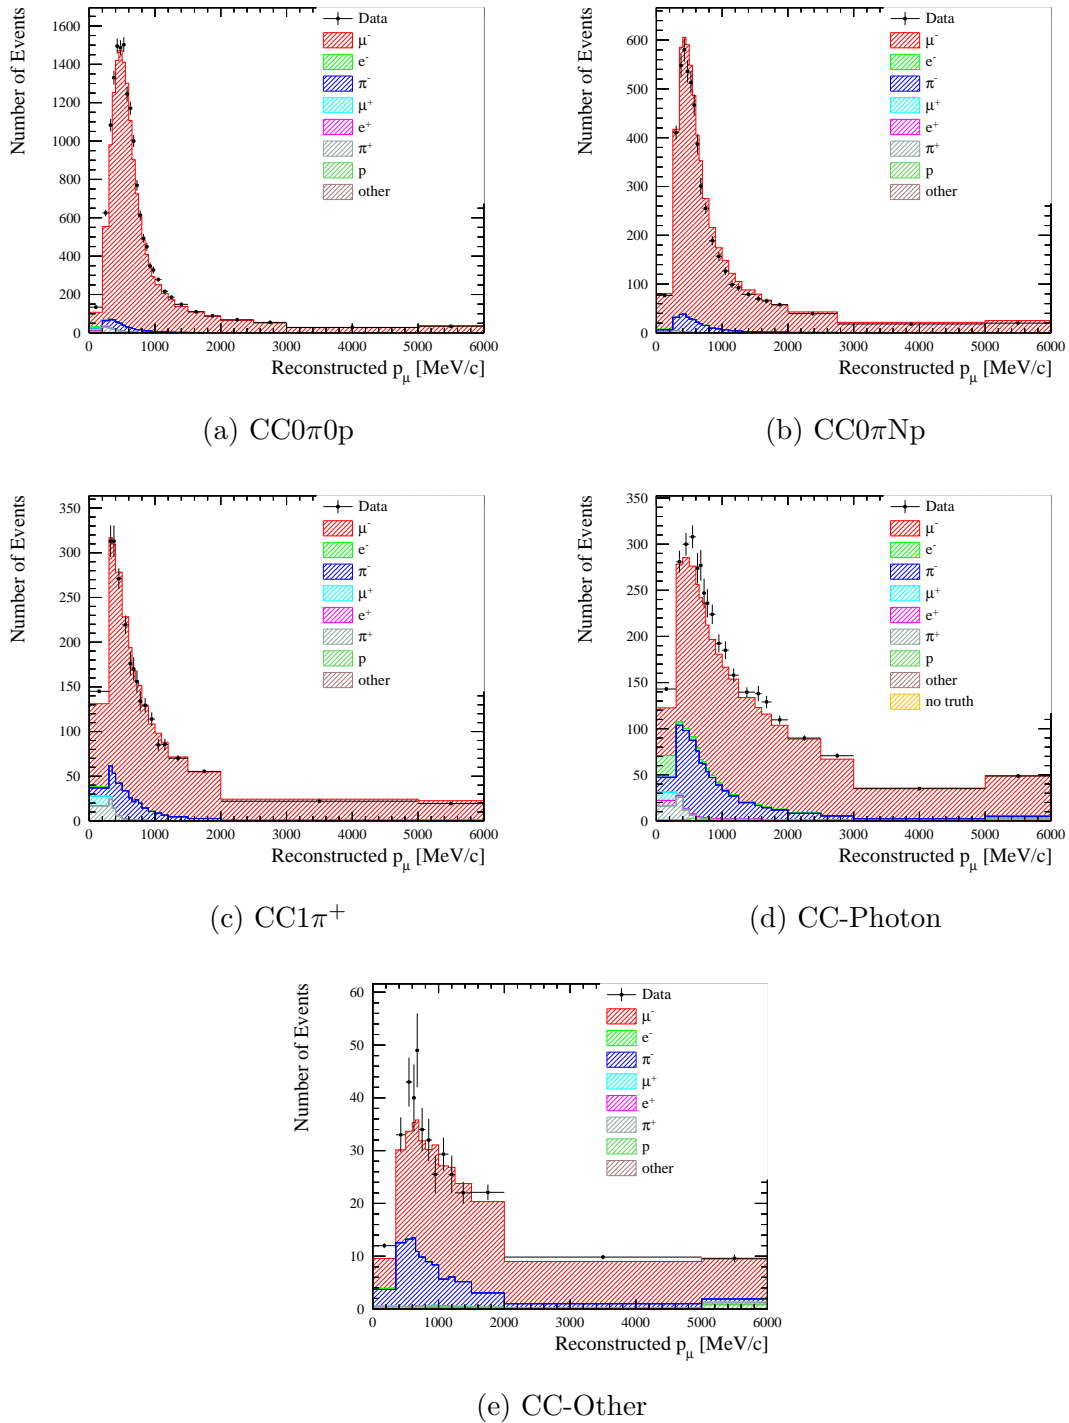 Number of Events
1600
1400
1200
1000
800
600
400
200
0
0 1000 2000 3000 4000 5000 6000
Reconstructed pμ [MeV/c]
Data
μ-
e-
π-
μ+
e+
π+
p
other
(a) CC0π0p
Number of Events
600
500
400
300
200
100
0
0 1000 2000 3000 4000 5000 6000
Reconstructed pμ [MeV/c]
Data
μ-
e-
π-
μ+
e+
π+
p
other
(b) CC0πNp
Number of Events
350
300
250
200
150
100
50
0
0 1000 2000 3000 4000 5000 6000
Reconstructed pμ [MeV/c]
Data
μ-
e-
π-
μ+
e+
π+
p
other
(c) CC1π+
Number of Events
350
300
250
200
150
100
50
0
0 1000 2000 3000 4000 5000 6000
Reconstructed pμ [MeV/c]
Data
μ-
e-
π-
μ+
e+
π+
p
other
no truth
(d) CC-Photon
Number of Events
60
50
40
30
20
10
0
0 1000 2000 3000 4000 5000 6000
Reconstructed pμ [MeV/c]
Data
μ-
e-
π-
μ+
e+
π+
p
other
(e) CC-Other